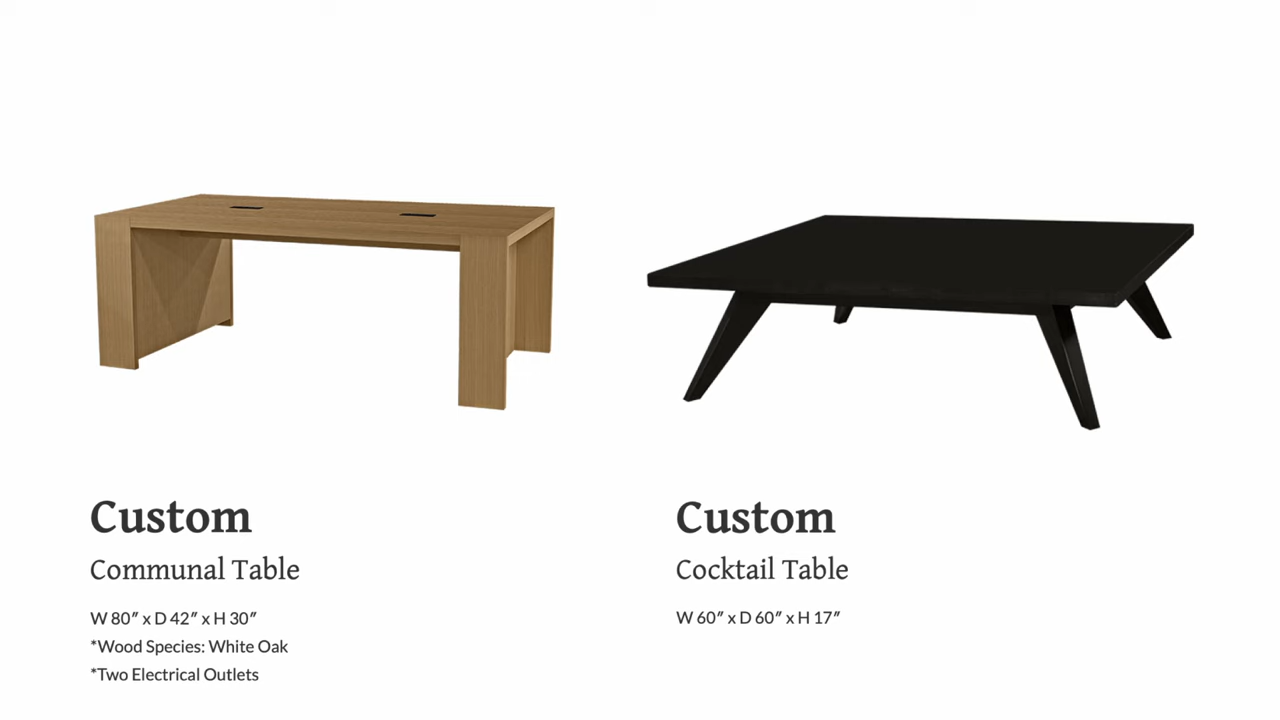 Custom
Communal Table
W 80″ x D 42″ x H 30″
*Wood Species: White Oak
*Two Electrical Outlets
Custom
Cocktail Table
W 60″ x D 60″ x H 17″